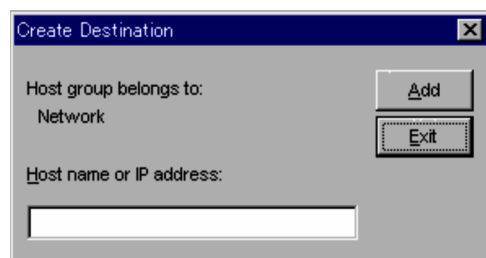 Create Destination
Host group belongs to:
Network
Add
Exit
Host name or IP address: